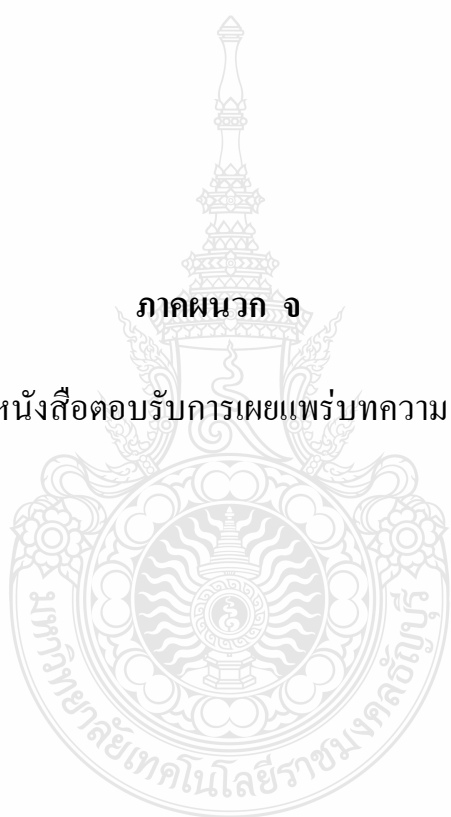 ภาคผนวก จ
หนังสือตอบรับการเผยแพร่บทความ
มหาวิทยาลัยเทคโนโลยีราชมงคลธัญบุรี